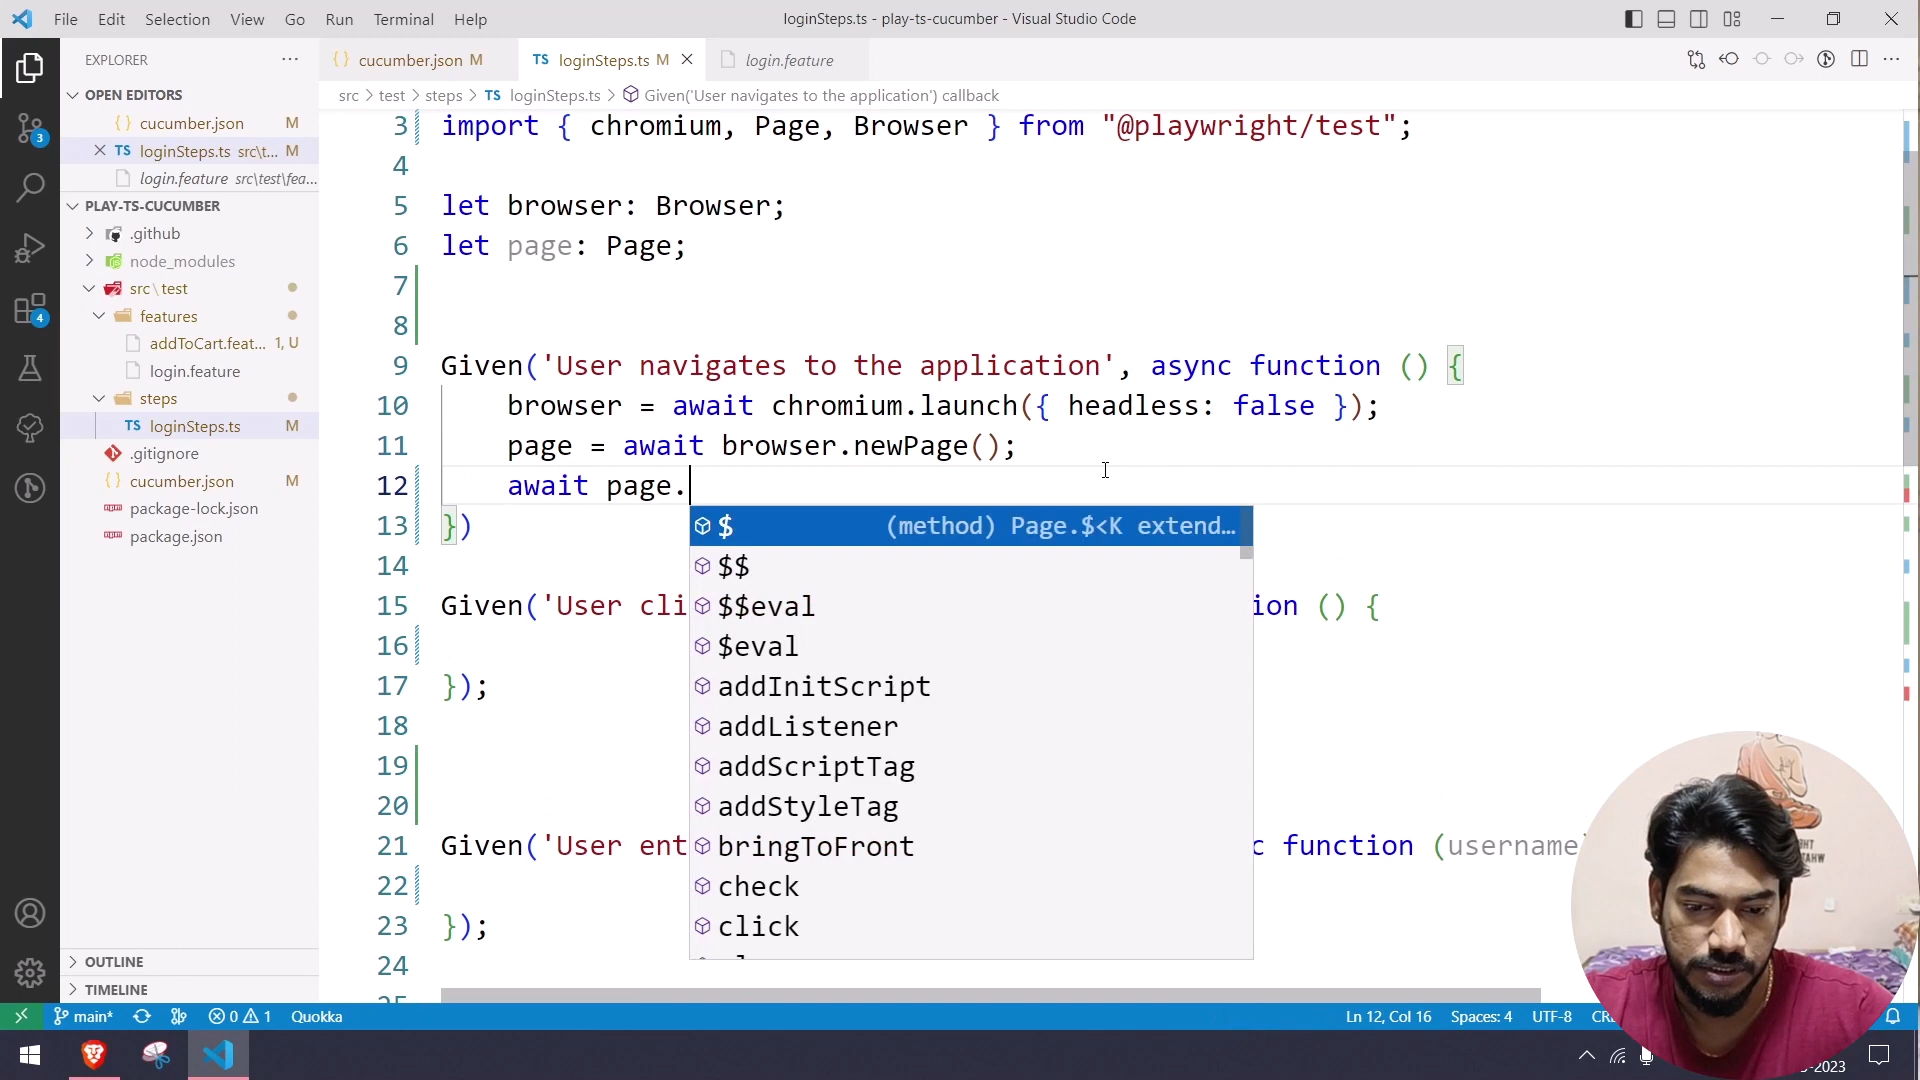 File Edit Selection View Go Run Terminal Help
loginSteps.ts - play-ts-cucumber - Visual Studio Code
EXPLORER
{} cucumber.json M
TS loginSteps.ts M
login.feature
OPEN EDITORS
{} cucumber.json M
TS loginSteps.ts src\t... M
login.feature src\test\fea...
PLAY-TS-CUCUMBER
.github
node_modules
src\test
features
addToCart.feat... 1, U
login.feature
steps
TS loginSteps.ts M
.gitignore
{} cucumber.json M
package-lock.json
package.json
OUTLINE
TIMELINE
3
4
src > test > steps > TS loginSteps.ts > Given('User navigates to the application') callback
3 import { chromium, Page, Browser } from "@playwright/test";
4
5 let browser: Browser;
6 let page: Page;
7
8
9 Given('User navigates to the application', async function () {
10 browser = await chromium.launch({ headless: false });
11 page = await browser.newPage();
12 await page.
13 })
14
15 Given('User cli
ion () {
16
17 });
18
19
20
21 Given('User ent
c function (username
22
23 });
24
$ (method) Page.$<K extend…
$$
$$eval
$eval
addInitScript
addListener
addScriptTag
addStyleTag
bringToFront
check
click
main* 0 1 Quokka
Ln 12, Col 16 Spaces: 4 UTF-8
-2023